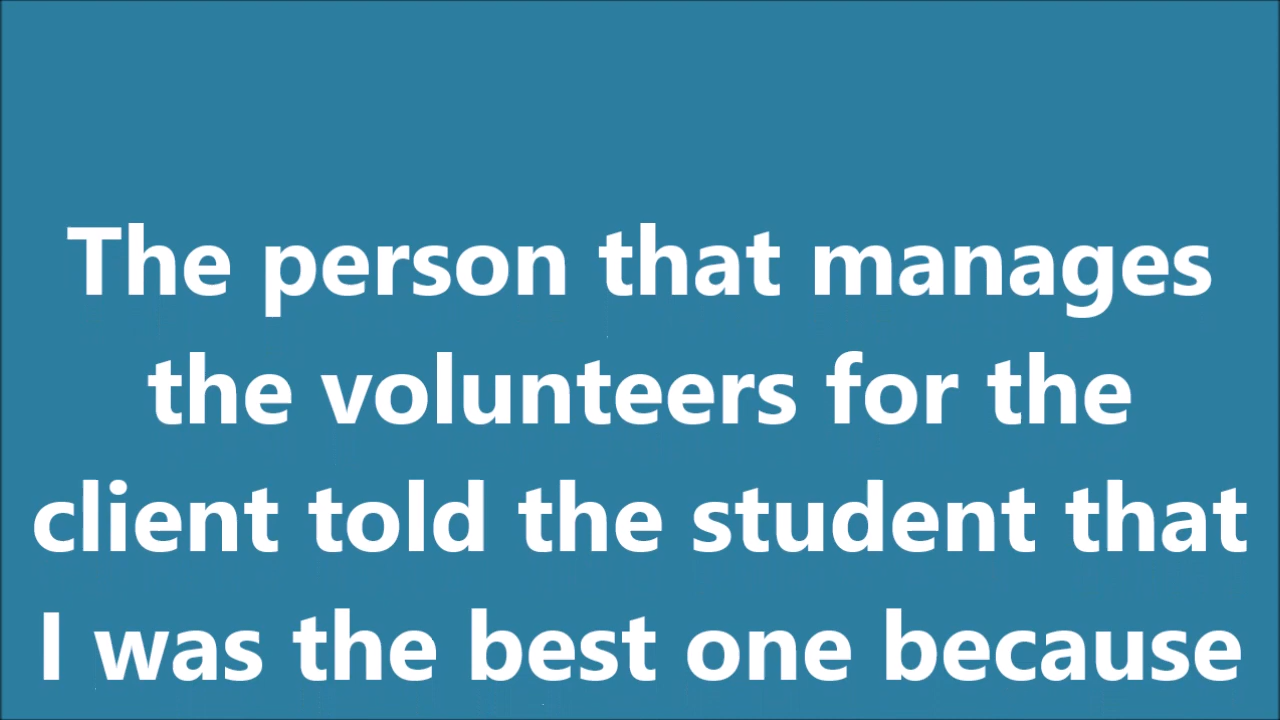 The person that manages
the volunteers for the
client told the student that
I was the best one because